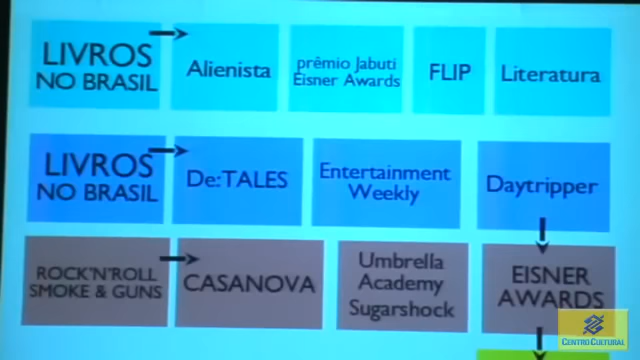 LIVROS
NO BRASIL
Alienista
prêmio Jabuti
Eisner Awards
FLIP
Literatura
LIVROS
NO BRASIL
De:TALES
Entertainment
Weekly
Daytripper
ROCK'N'ROLL
SMOKE & GUNS
CASANOVA
Umbrella
Academy
Sugarshock
EISNER
AWARDS
CENTRO CULTURAL